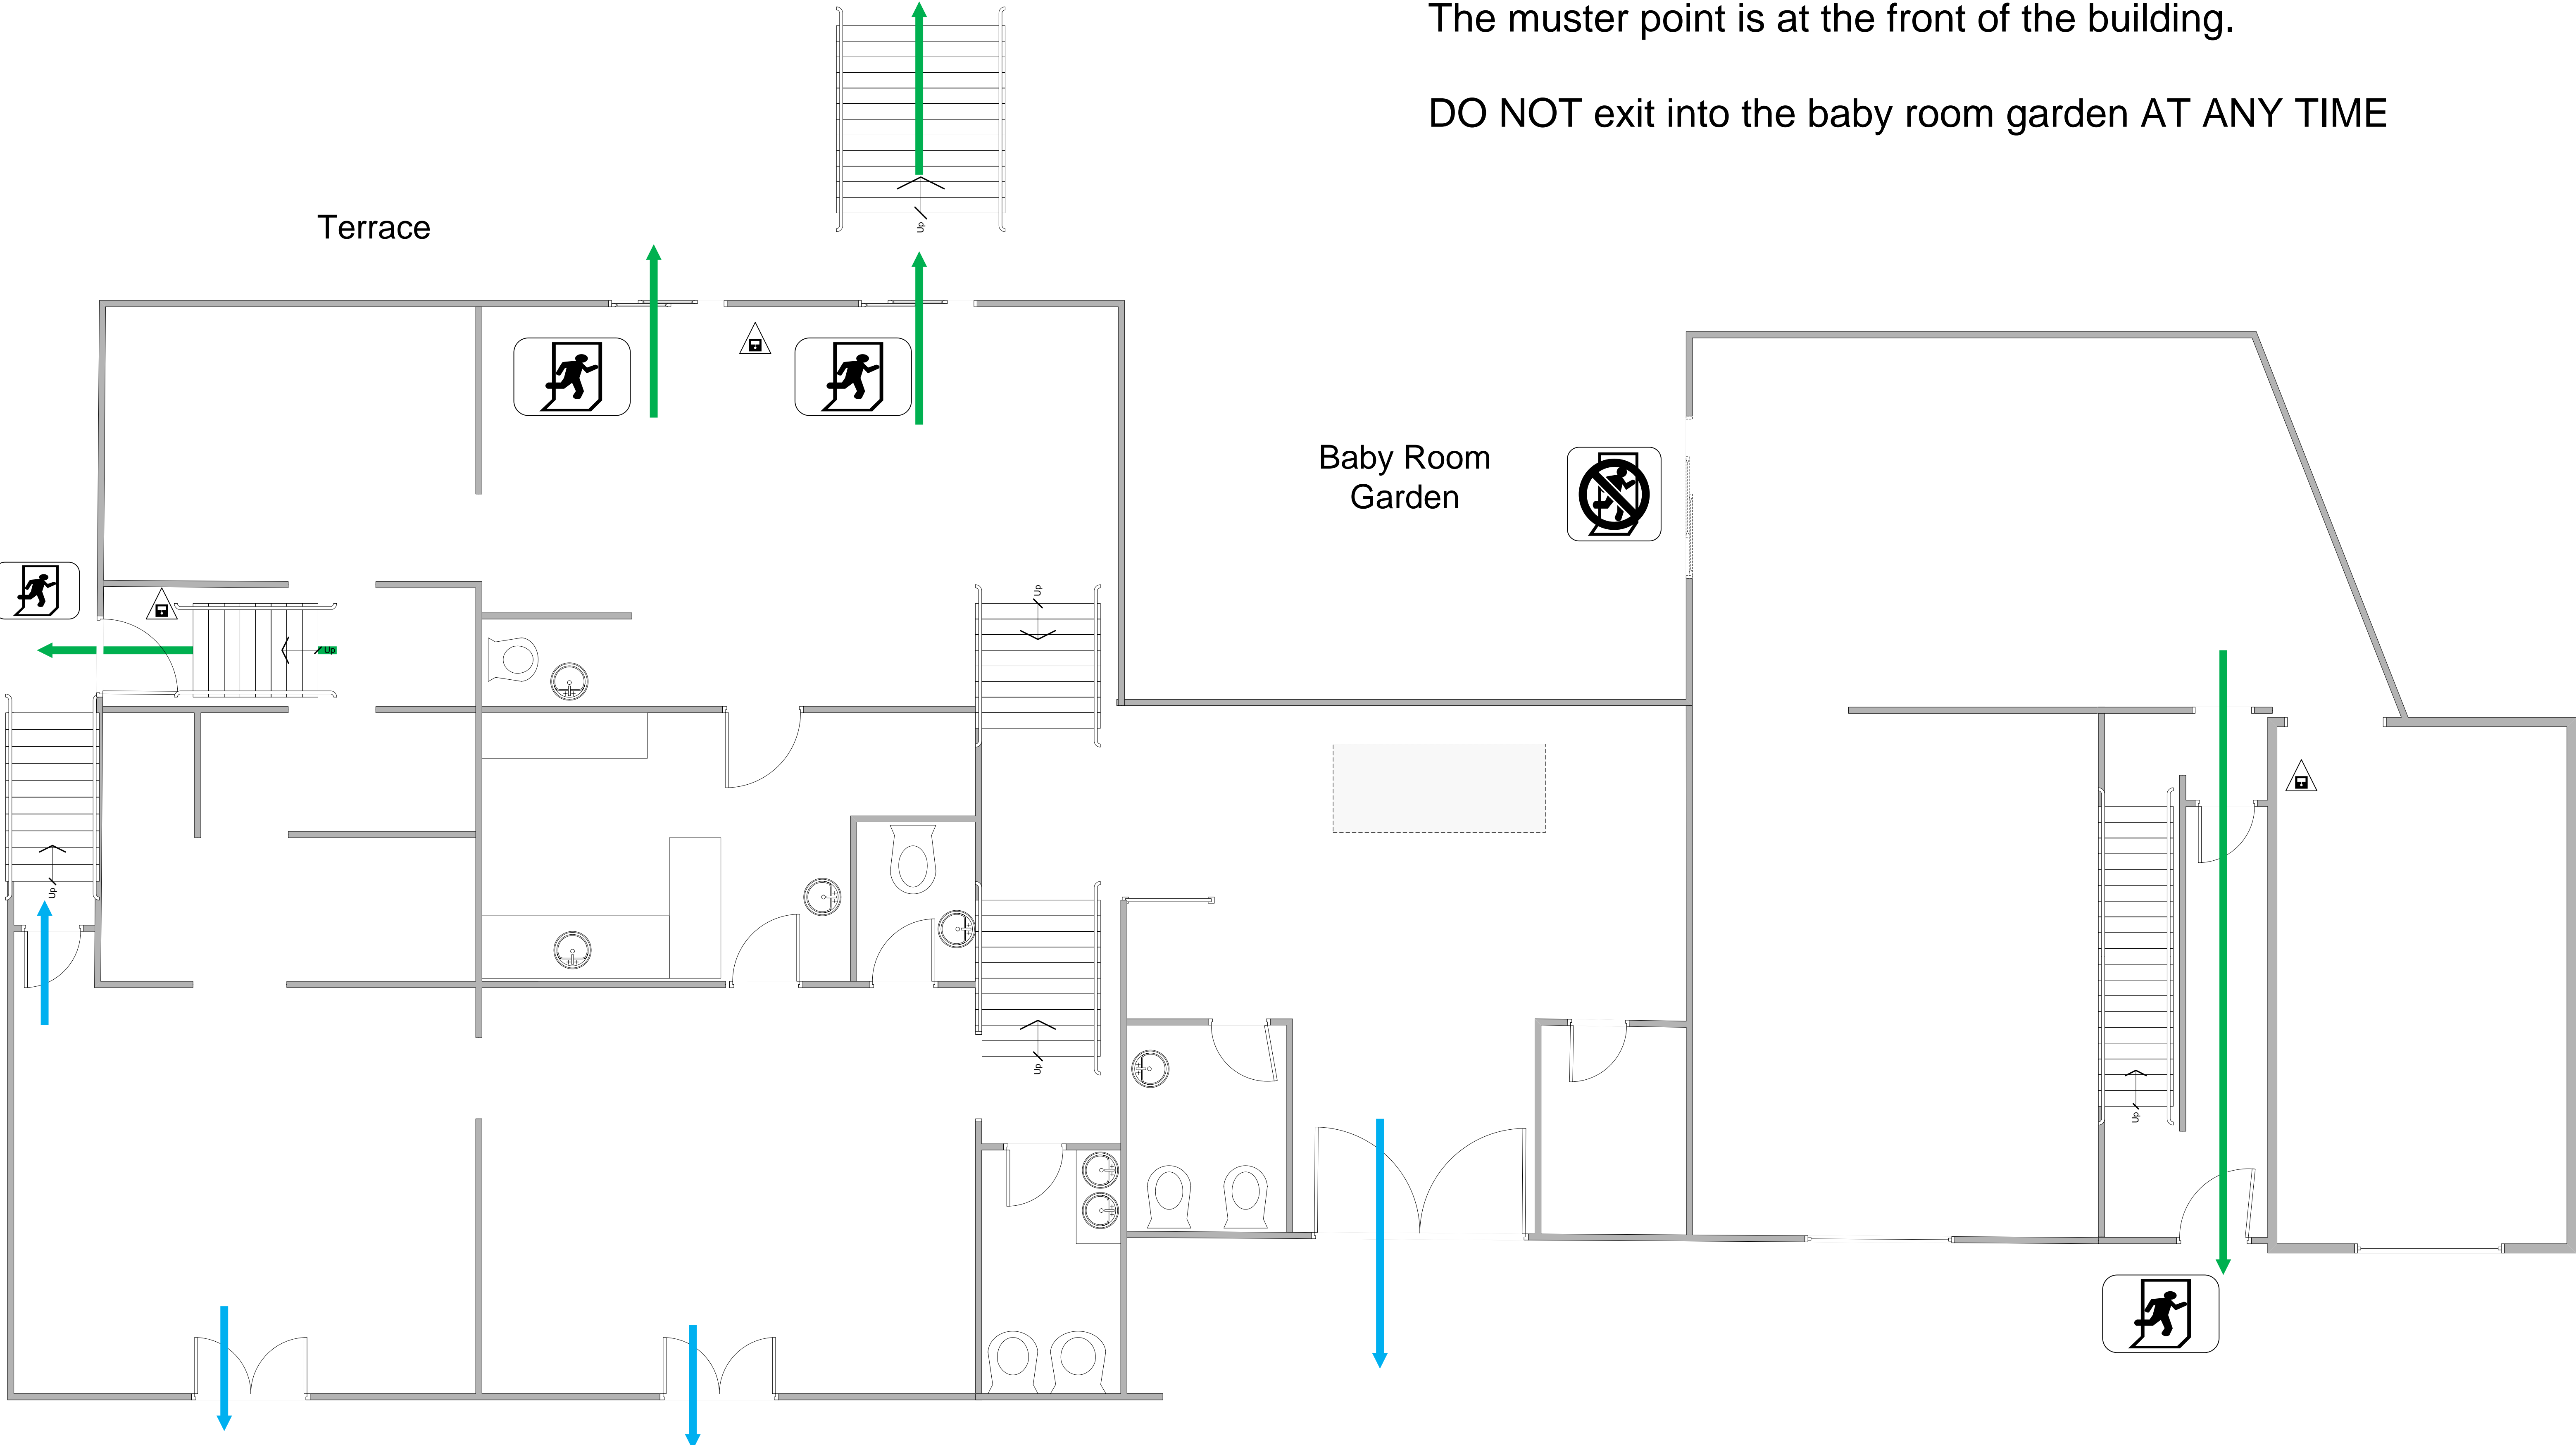 The muster point is at the front of the building.
DO NOT exit into the baby room garden AT ANY TIME
Up
Terrace
Baby Room
Garden
Up
Up
Up
Up
Up